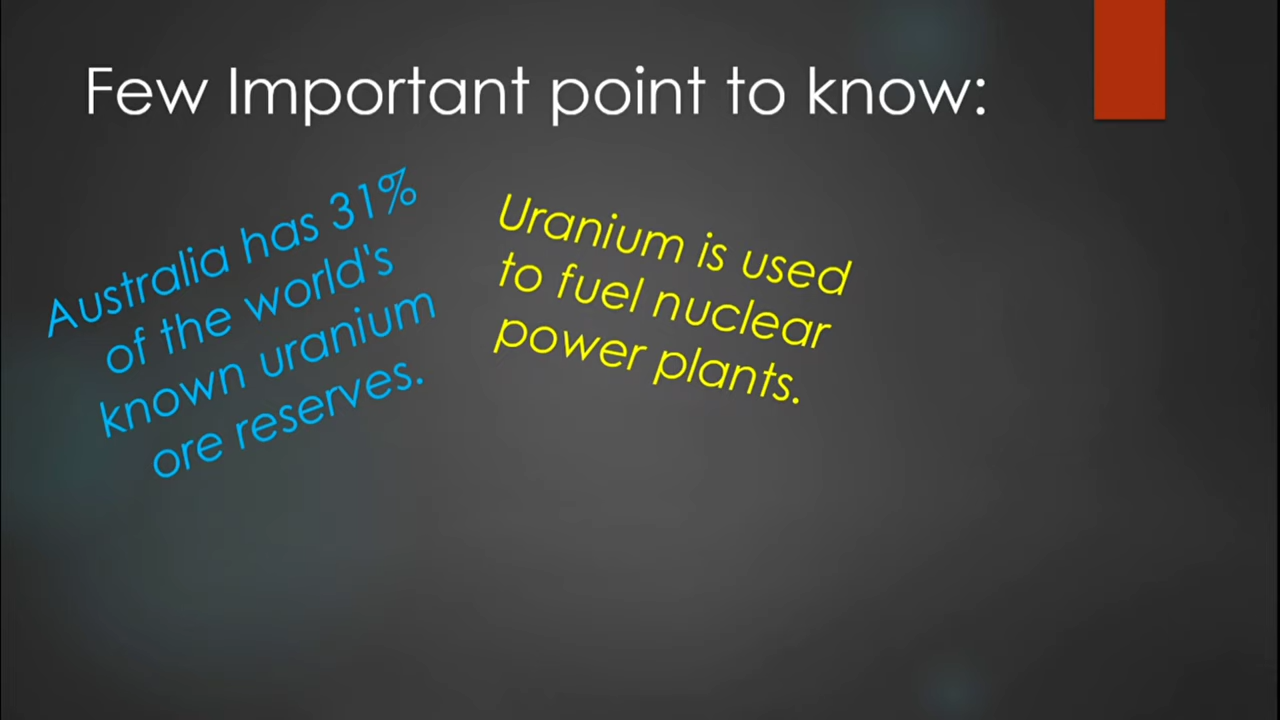 Few Important point to know:
Australia has 31%
of the world's
known uranium
ore reserves.
Uranium is used
to fuel nuclear
power plants.